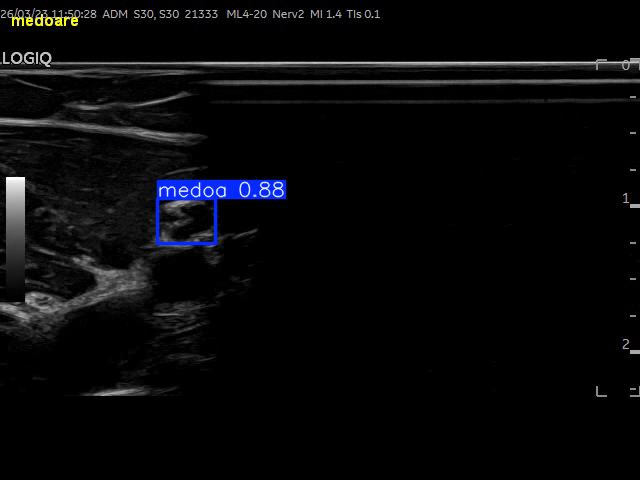 26/03/23 11:50:28 ADM S30, S30 21333 ML4-20 Nerv2 MI 1.4 TIs 0.1
medoare
LOGIQ
0
medoa 0.88
1
2